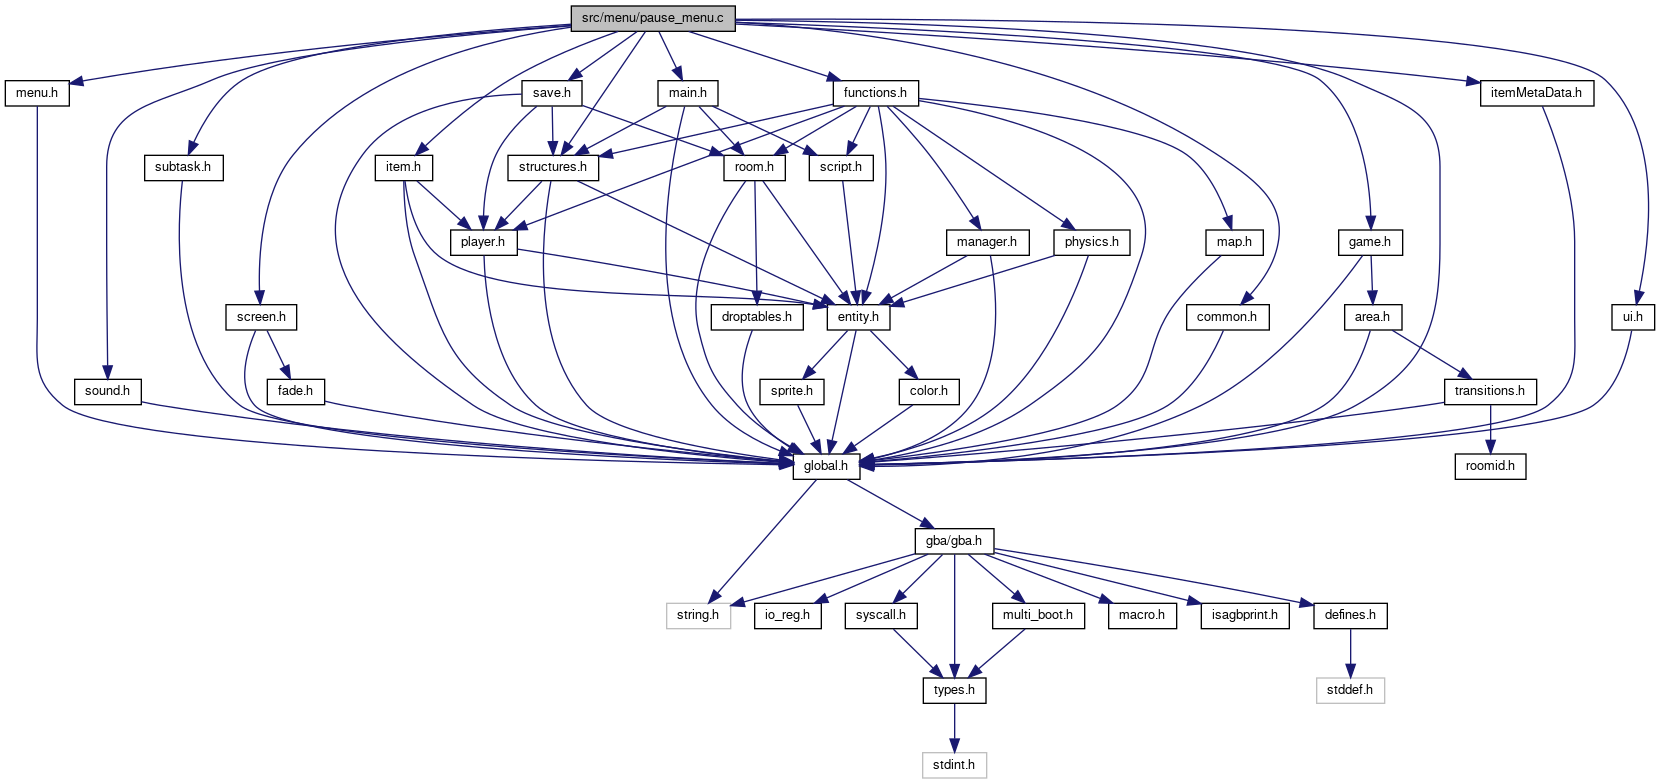 src/menu/pause_menu.c
menu.h
save.h
main.h
functions.h
itemMetaData.h
subtask.h
item.h
structures.h
room.h
script.h
player.h
manager.h
physics.h
map.h
game.h
screen.h
droptables.h
entity.h
common.h
area.h
ui.h
sound.h
fade.h
sprite.h
color.h
transitions.h
global.h
roomid.h
gba/gba.h
string.h
io_reg.h
syscall.h
multi_boot.h
macro.h
isagbprint.h
defines.h
types.h
stddef.h
stdint.h